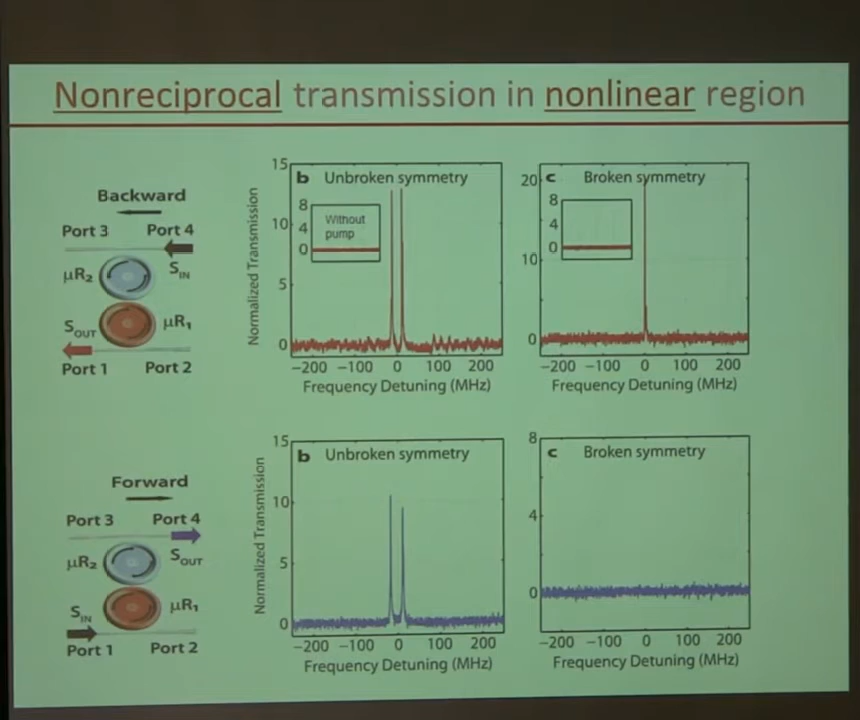 Nonreciprocal transmission in nonlinear region
Backward
Port 3 Port 4
μR₂ S_IN
S_OUT μR₁
Port 1 Port 2
b Unbroken symmetry
Normalized Transmission
15
10
5
0
8
4
0
Without
pump
−200 −100 0 100 200
Frequency Detuning (MHz)
c Broken symmetry
20
10
0
8
4
0
−200 −100 0 100 200
Frequency Detuning (MHz)
Forward
Port 3 Port 4
μR₂ S_OUT
S_IN μR₁
Port 1 Port 2
b Unbroken symmetry
Normalized Transmission
15
10
5
0
−200 −100 0 100 200
Frequency Detuning (MHz)
c Broken symmetry
8
4
0
−200 −100 0 100 200
Frequency Detuning (MHz)